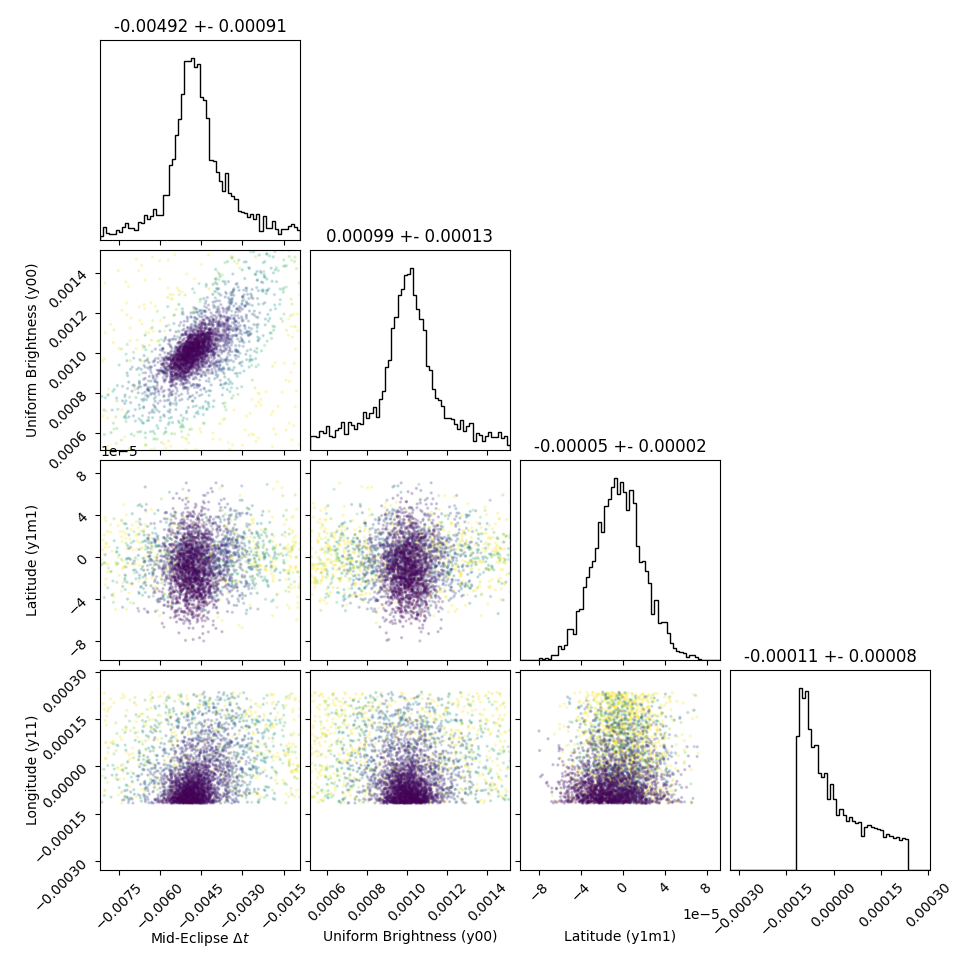 -0.00492 +- 0.00091
0.00099 +- 0.00013
Uniform Brightness (y00)
0.0014
0.0012
0.0010
0.0008
0.0006
1e−5
-0.00005 +- 0.00002
Latitude (y1m1)
8
4
0
−4
−8
-0.00011 +- 0.00008
Longitude (y11)
0.00030
0.00015
0.00000
−0.00015
−0.00030
−0.0075
−0.0060
−0.0045
−0.0030
−0.0015
Mid-Eclipse Δt
0.0006
0.0008
0.0010
0.0012
0.0014
Uniform Brightness (y00)
−8
−4
0
4
8
1e−5
Latitude (y1m1)
−0.00030
−0.00015
0.00000
0.00015
0.00030